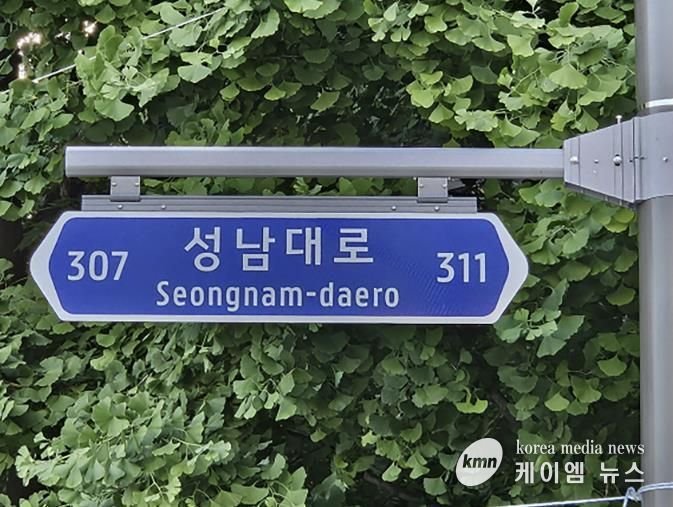 307 성남대로 311
Seongnam-daero
kmn korea media news
케이엠 뉴스